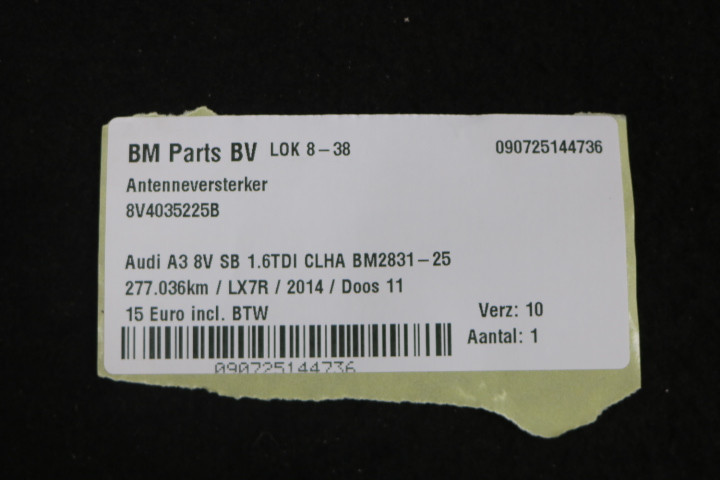 BM Parts BV LOK 8-38 090725144736
Antenneversterker
8V4035225B
Audi A3 8V SB 1.6TDI CLHA BM2831-25
277.036km / LX7R / 2014 / Doos 11
15 Euro incl. BTW Verz: 10
Aantal: 1
090725144736